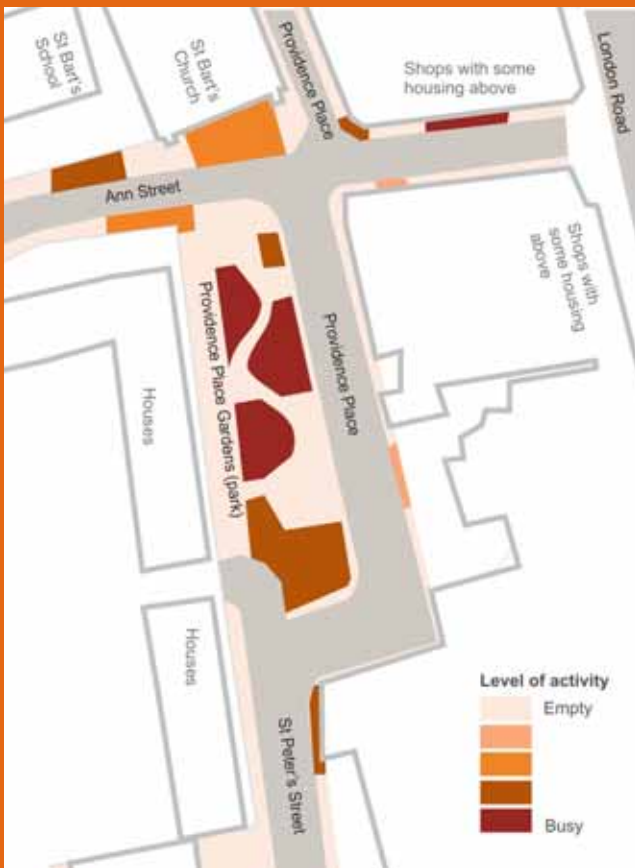 St Bart's
School
St Bart's
Church
Providence Place
Shops with some
housing above
London Road
Ann Street
Shops with
some housing
above
Providence Place Gardens (park)
Providence Place
Houses
Houses
St Peter's Street
Level of activity
Empty
Busy